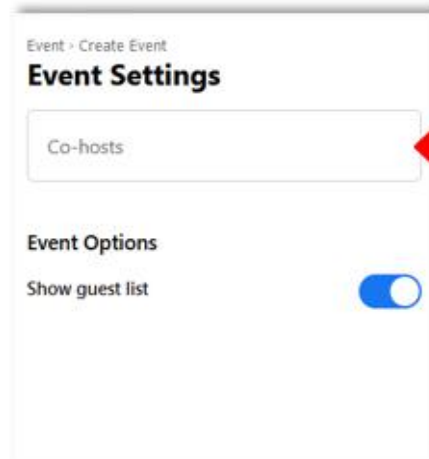 Event › Create Event
Event Settings
Co-hosts
Event Options
Show guest list